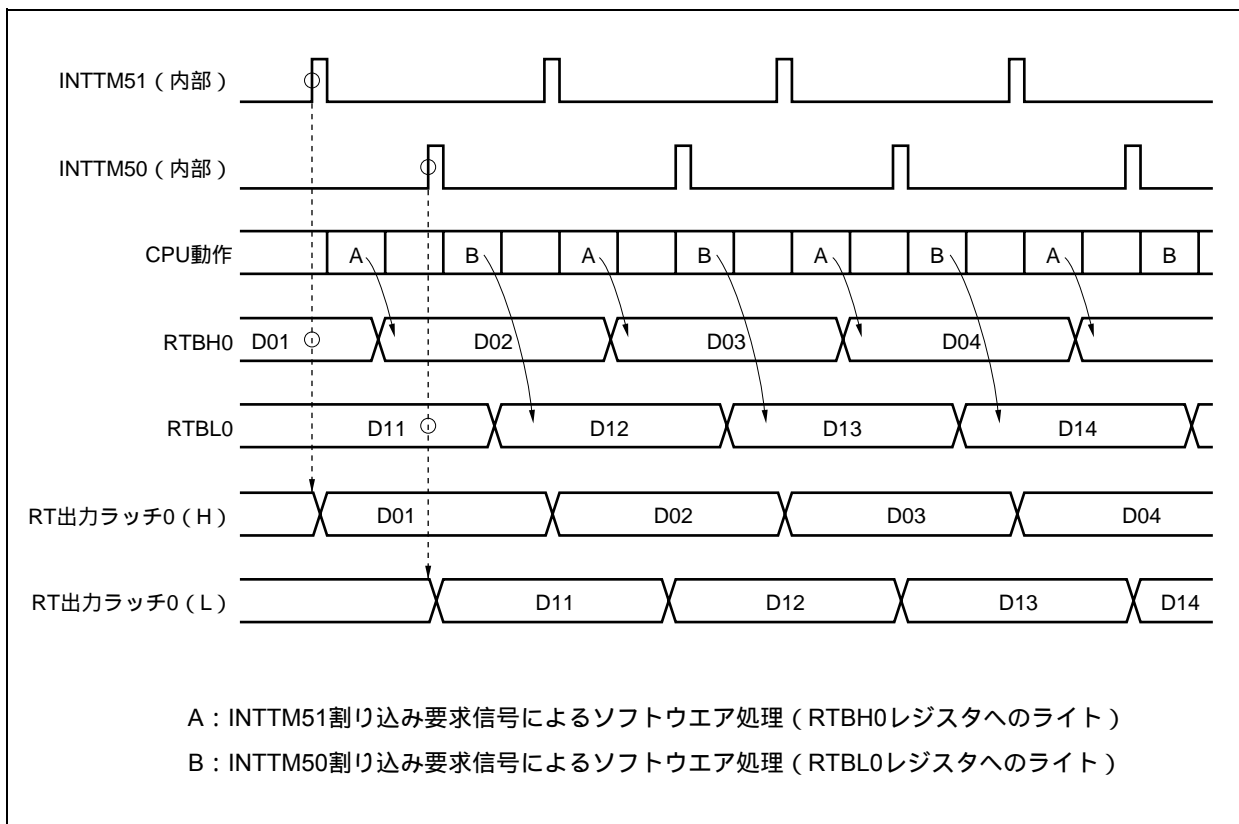 INTTM51（内部）
INTTM50（内部）
CPU動作 A B A B A B A B
RTBH0 D01 D02 D03 D04
RTBL0 D11 D12 D13 D14
RT出力ラッチ0（H） D01 D02 D03 D04
RT出力ラッチ0（L） D11 D12 D13 D14
A：INTTM51割り込み要求信号によるソフトウエア処理（RTBH0レジスタへのライト）
B：INTTM50割り込み要求信号によるソフトウエア処理（RTBL0レジスタへのライト）